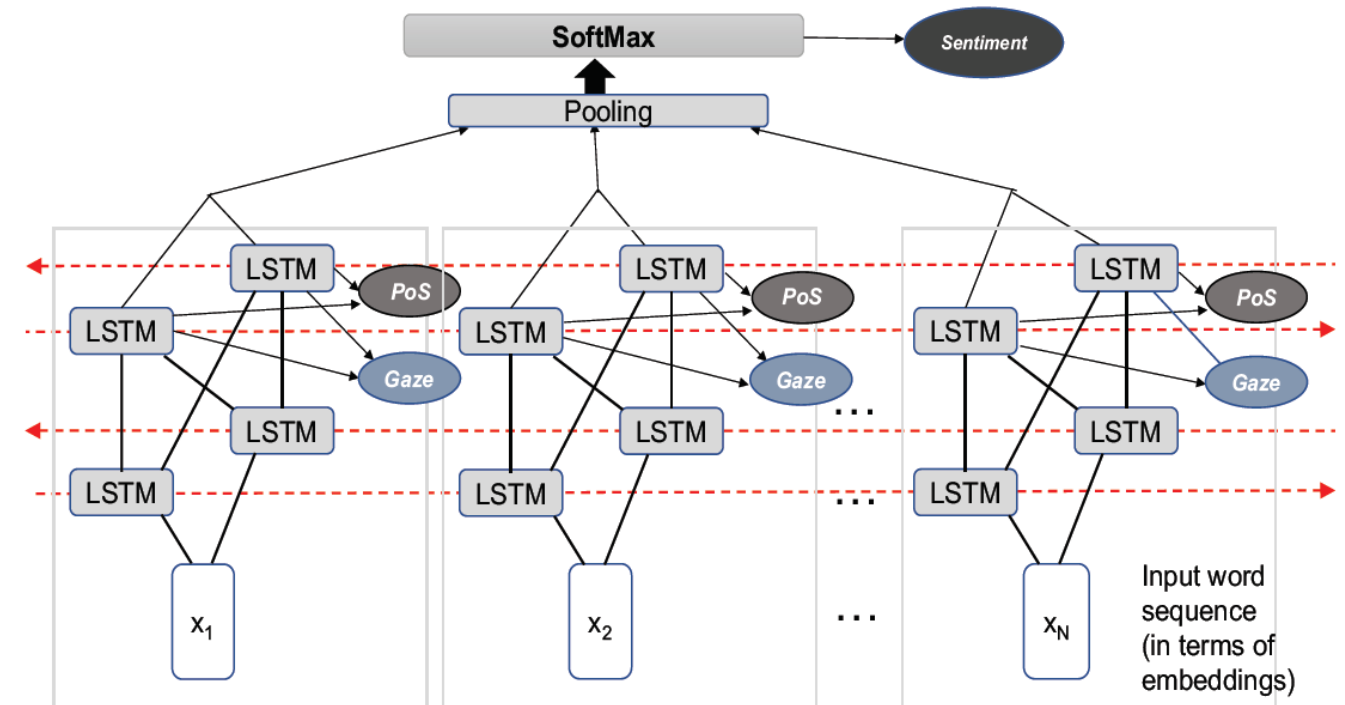 SoftMax
Sentiment
Pooling
LSTM
LSTM
LSTM
PoS
PoS
PoS
LSTM
LSTM
LSTM
Gaze
Gaze
Gaze
...
LSTM
LSTM
LSTM
LSTM
LSTM
...
LSTM
x1
x2
...
xN
Input word
sequence
(in terms of
embeddings)